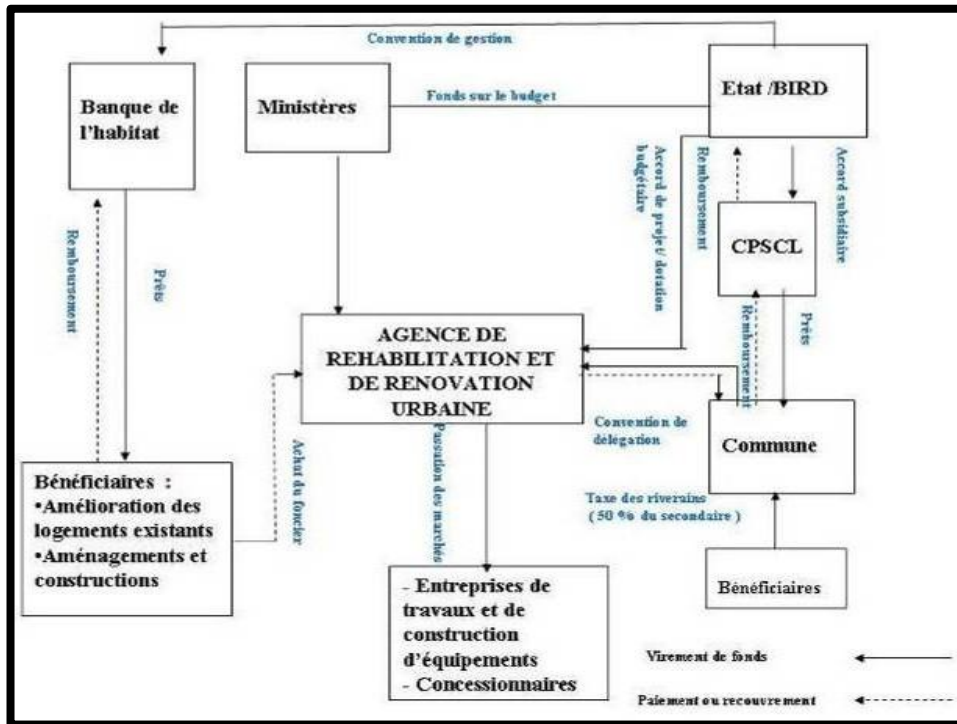 Convention de gestion
Banque de
l'habitat
Ministères
Fonds sur le budget
Etat /BIRD
Accord de projet/ dotation
budgétaire
Remboursement
Accord subsidiaire
CPSCL
Remboursement
Prêts
Remboursement
Prêts
AGENCE DE
REHABILITATION ET
DE RENOVATION
URBAINE
Convention de
délégation
Commune
Achat du foncier
Passation des marchés
Bénéficiaires :
•Amélioration des
logements existants
•Aménagements et
constructions
Taxe des riverains
( 50 % du secondaire )
Bénéficiaires
- Entreprises de
travaux et de
construction
d'équipements
- Concessionnaires
Virement de fonds
Paiement ou recouvrement